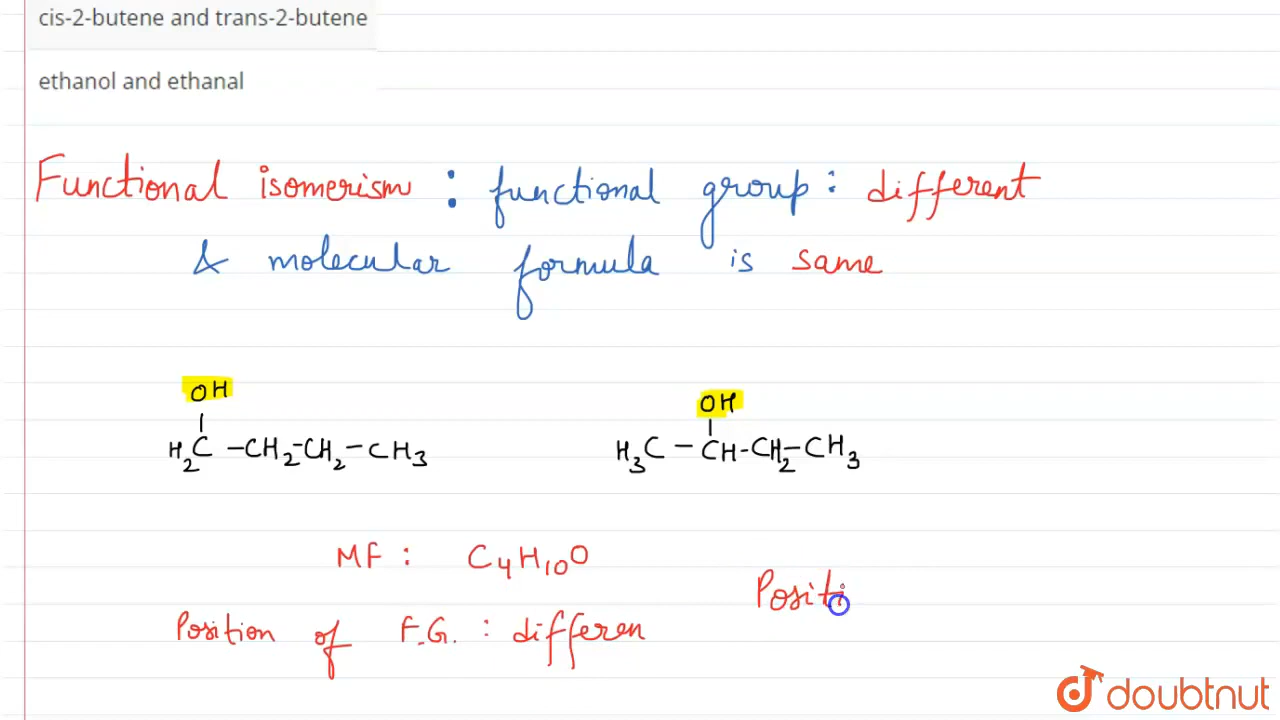 cis-2-butene and trans-2-butene
ethanol and ethanal
Functional isomerism : functional group : different
& molecular formula is same
OH OH
H2C - CH2 - CH2 - CH3 H3C - CH - CH2 - CH3
MF : C4H10O
Positi
Position of F.G. : differen
doubtnut